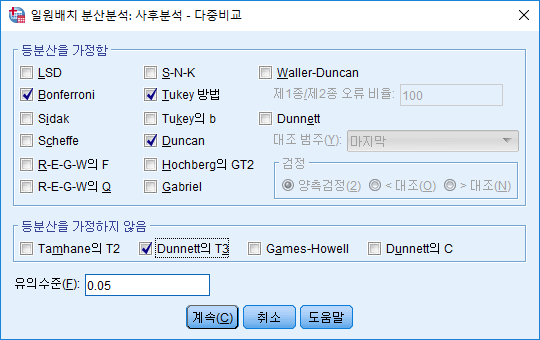 일원배치 분산분석: 사후분석 - 다중비교
등분산을 가정함
LSD S-N-K Waller-Duncan
Bonferroni Tukey 방법 제1종/제2종 오류 비율: 100
Sidak Tukey의 b Dunnett
Scheffe Duncan 대조 범주(Y): 마지막
R-E-G-W의 F Hochberg의 GT2 검정
R-E-G-W의 Q Gabriel 양측검정(2) < 대조(O) > 대조(N)
등분산을 가정하지 않음
Tamhane의 T2 Dunnett의 T3 Games-Howell Dunnett의 C
유의수준(F): 0.05
계속(C) 취소 도움말